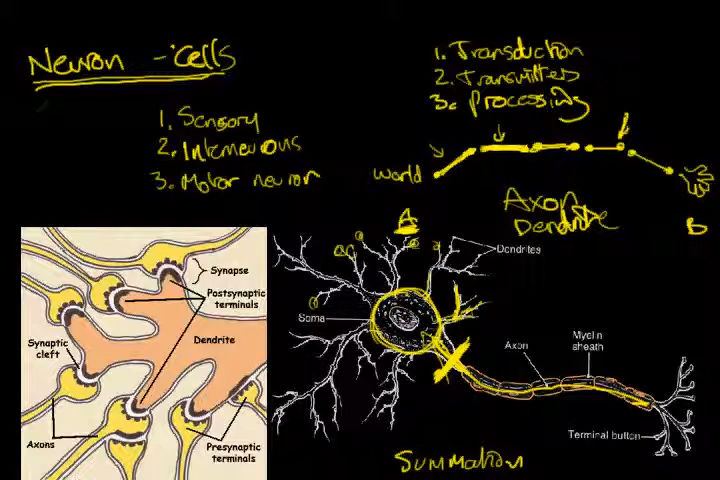 Neuron - Cells
1. Transduction
2. Transmitters
3. Processing
1. Sensory
2. Interneurons
3. Motor neuron
World
Axon
Dendrite
A
B
Synapse
Postsynaptic
terminals
Synaptic
cleft
Dendrite
Axons
Presynaptic
terminals
Dendrites
Soma
Axon
Myelin
sheath
Terminal button
Summation